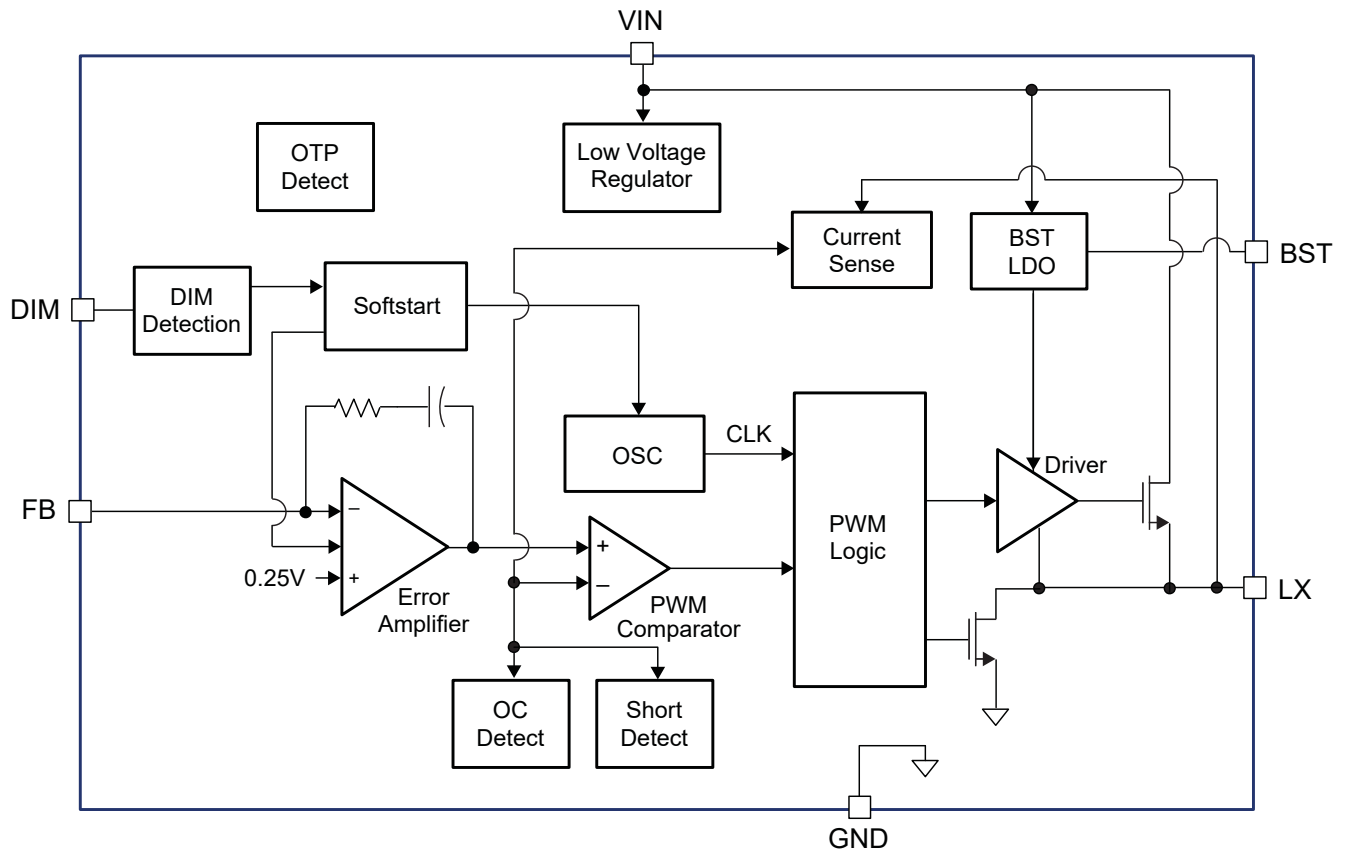 VIN
OTP
Detect
Low Voltage
Regulator
Current
Sense
BST
LDO
BST
DIM
DIM
Detection
Softstart
OSC
CLK
PWM
Logic
Driver
FB
−
+
0.25V
Error
Amplifier
+
−
PWM
Comparator
LX
OC
Detect
Short
Detect
GND